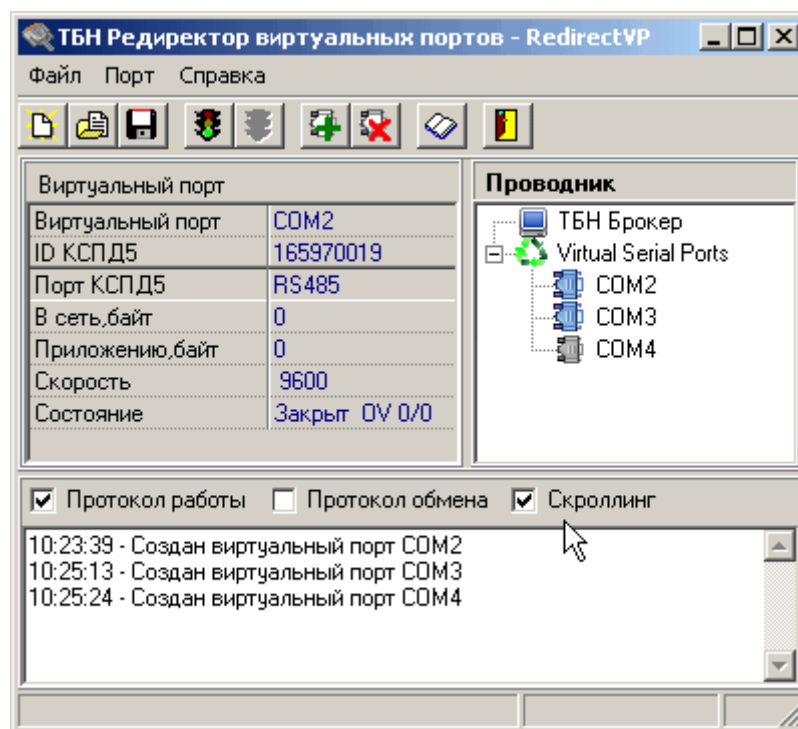 ТБН Редиректор виртуальных портов - RedirectVP
Файл Порт Справка
Виртуальный порт
Виртуальный порт COM2
ID КСПД5 165970019
Порт КСПД5 RS485
В сеть,байт 0
Приложению,байт 0
Скорость 9600
Состояние Закрыт OV 0/0
Проводник
ТБН Брокер
Virtual Serial Ports
COM2
COM3
COM4
Протокол работы Протокол обмена Скроллинг
10:23:39 - Создан виртуальный порт COM2
10:25:13 - Создан виртуальный порт COM3
10:25:24 - Создан виртуальный порт COM4